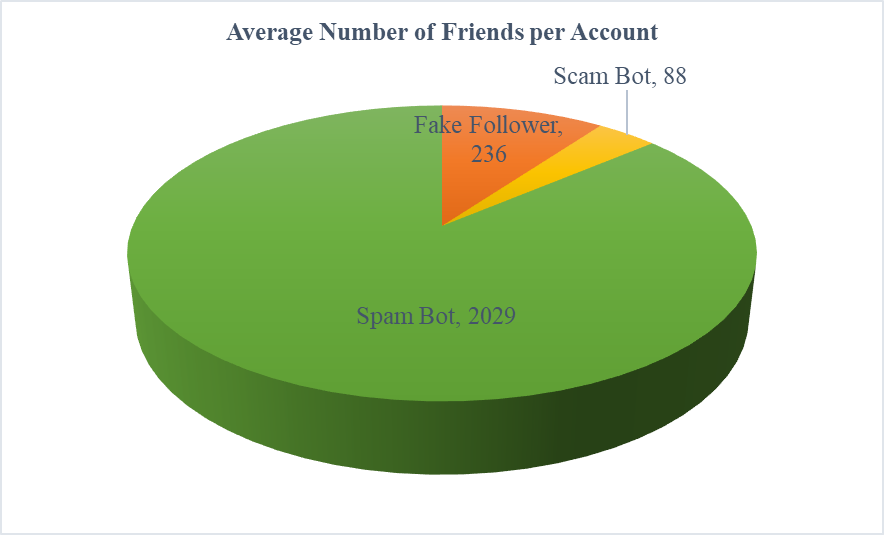 Average Number of Friends per Account
Scam Bot, 88
Fake Follower,
236
Spam Bot, 2029